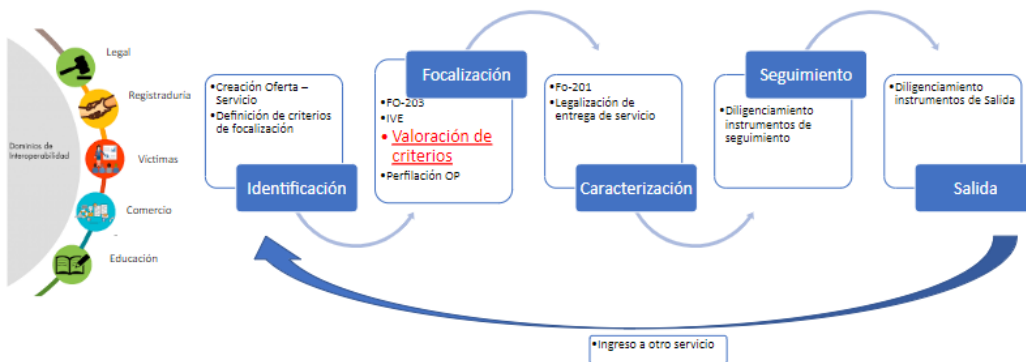 Legal
Registraduría
Dominios de
Interoperabilidad
Víctimas
Comercio
Educación
•Creación Oferta –
Servicio
•Definición de criterios
de focalización
Identificación
Focalización
•FO-203
•IVE
•Valoración de
criterios
•Perfilación OP
•Fo-201
•Legalización de
entrega de servicio
Caracterización
Seguimiento
•Diligenciamiento
instrumentos de
seguimiento
•Diligenciamiento
instrumentos de Salida
Salida
•Ingreso a otro servicio